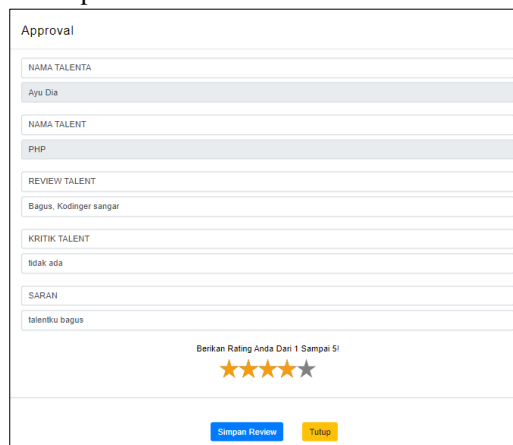 Approval
NAMA TALENTA
Ayu Dia
NAMA TALENT
PHP
REVIEW TALENT
Bagus, Kodinger sangar
KRITIK TALENT
tidak ada
SARAN
talentku bagus
Berikan Rating Anda Dari 1 Sampai 5!
Simpan Review Tutup